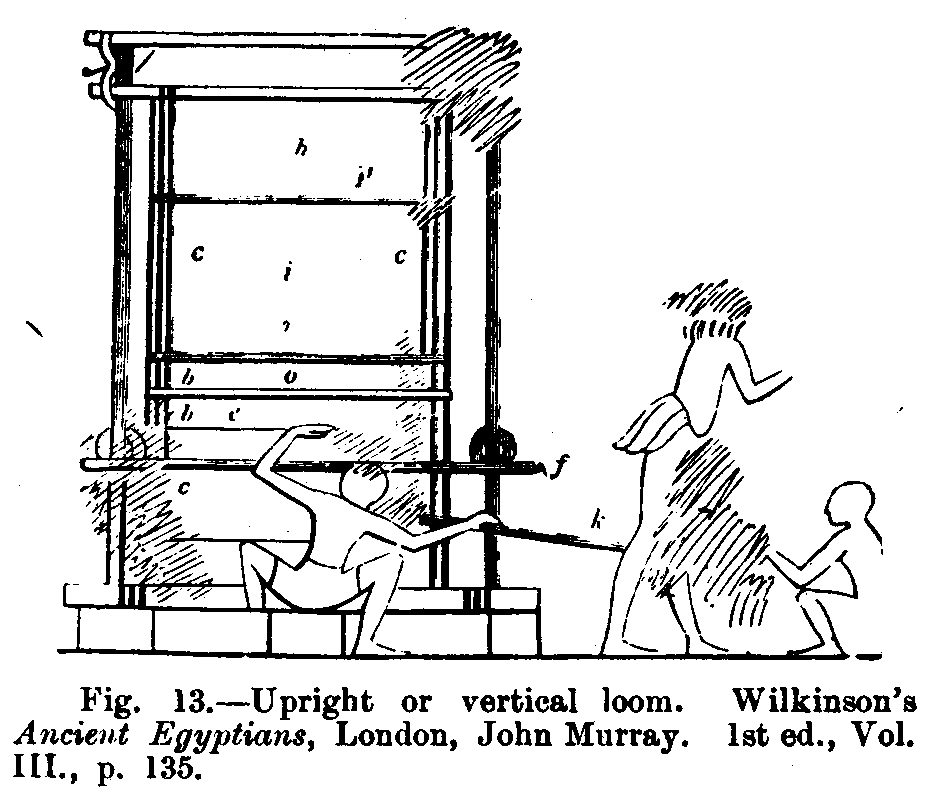 h
i'
c c
i
b o
b e
f
c
k
Fig. 13.—Upright or vertical loom. Wilkinson's
Ancient Egyptians, London, John Murray. 1st ed., Vol.
III., p. 135.